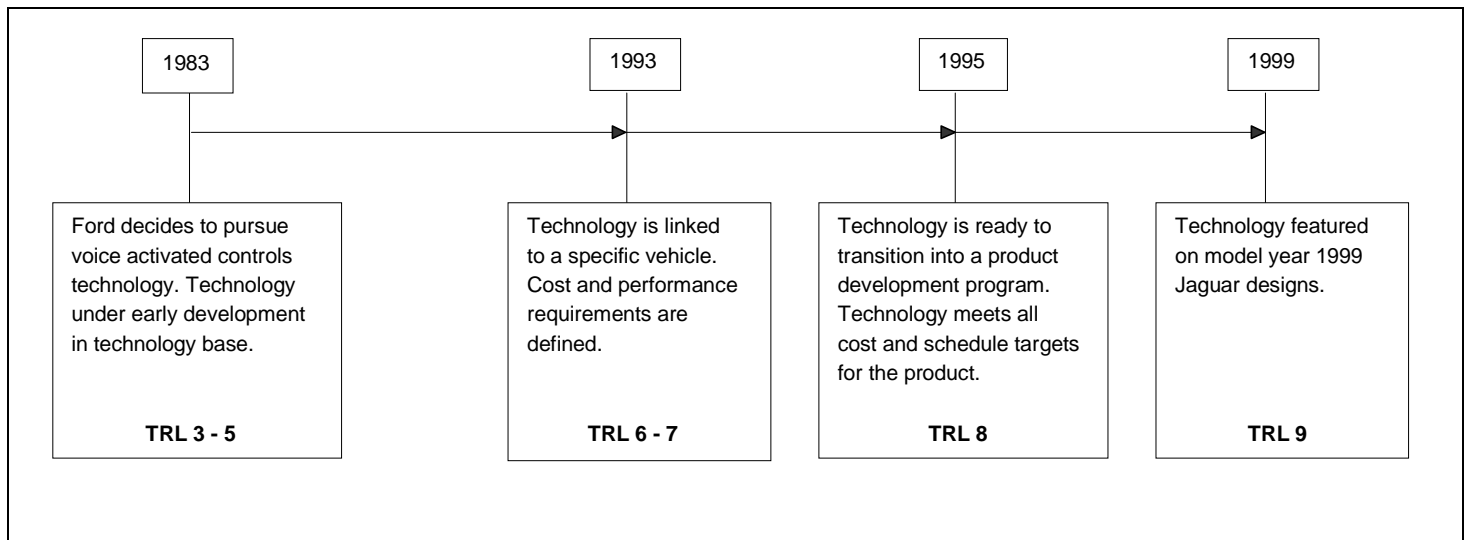 1983
1993
1995
1999
Ford decides to pursue
voice activated controls
technology. Technology
under early development
in technology base.
TRL 3 - 5
Technology is linked
to a specific vehicle.
Cost and performance
requirements are
defined.
TRL 6 - 7
Technology is ready to
transition into a product
development program.
Technology meets all
cost and schedule targets
for the product.
TRL 8
Technology featured
on model year 1999
Jaguar designs.
TRL 9